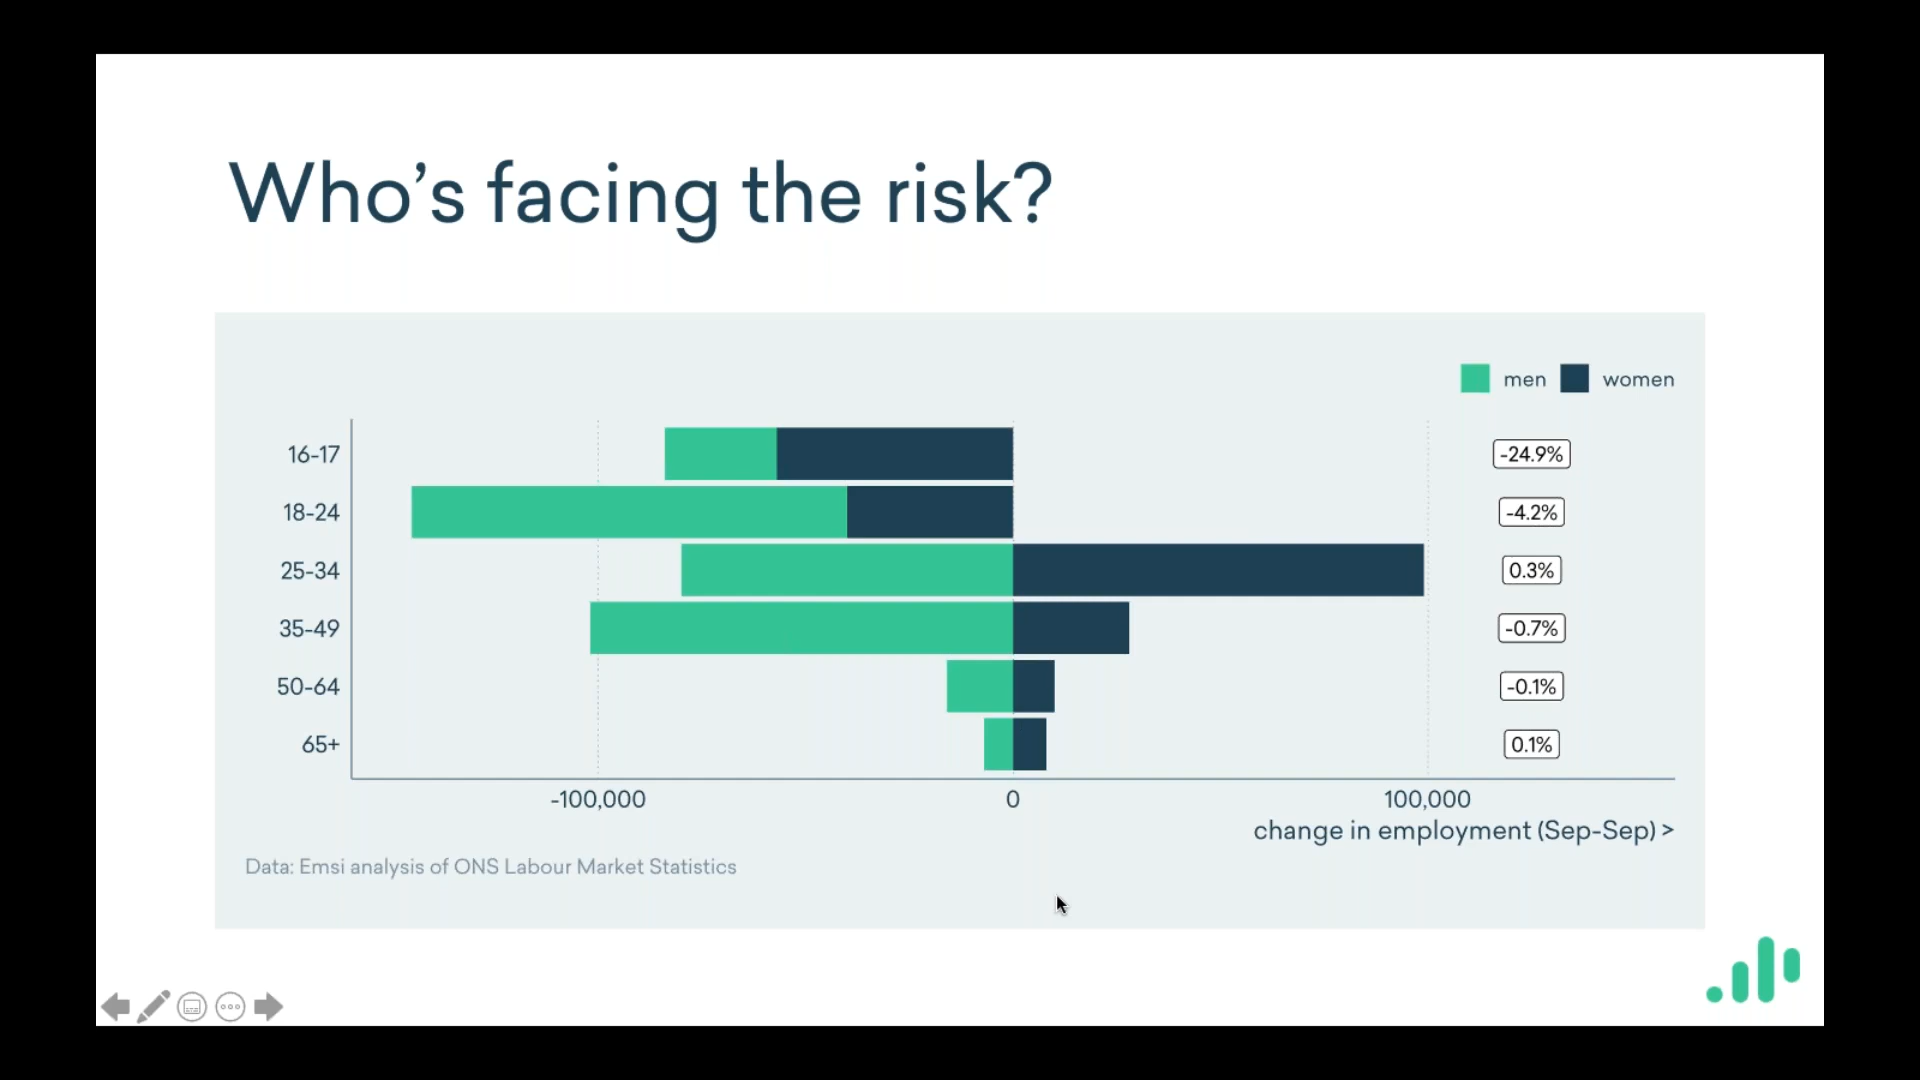 Who’s facing the risk?
men women
16-17 -24.9%
18-24 -4.2%
25-34 0.3%
35-49 -0.7%
50-64 -0.1%
65+ 0.1%
-100,000 0 100,000
change in employment (Sep-Sep) >
Data: Emsi analysis of ONS Labour Market Statistics